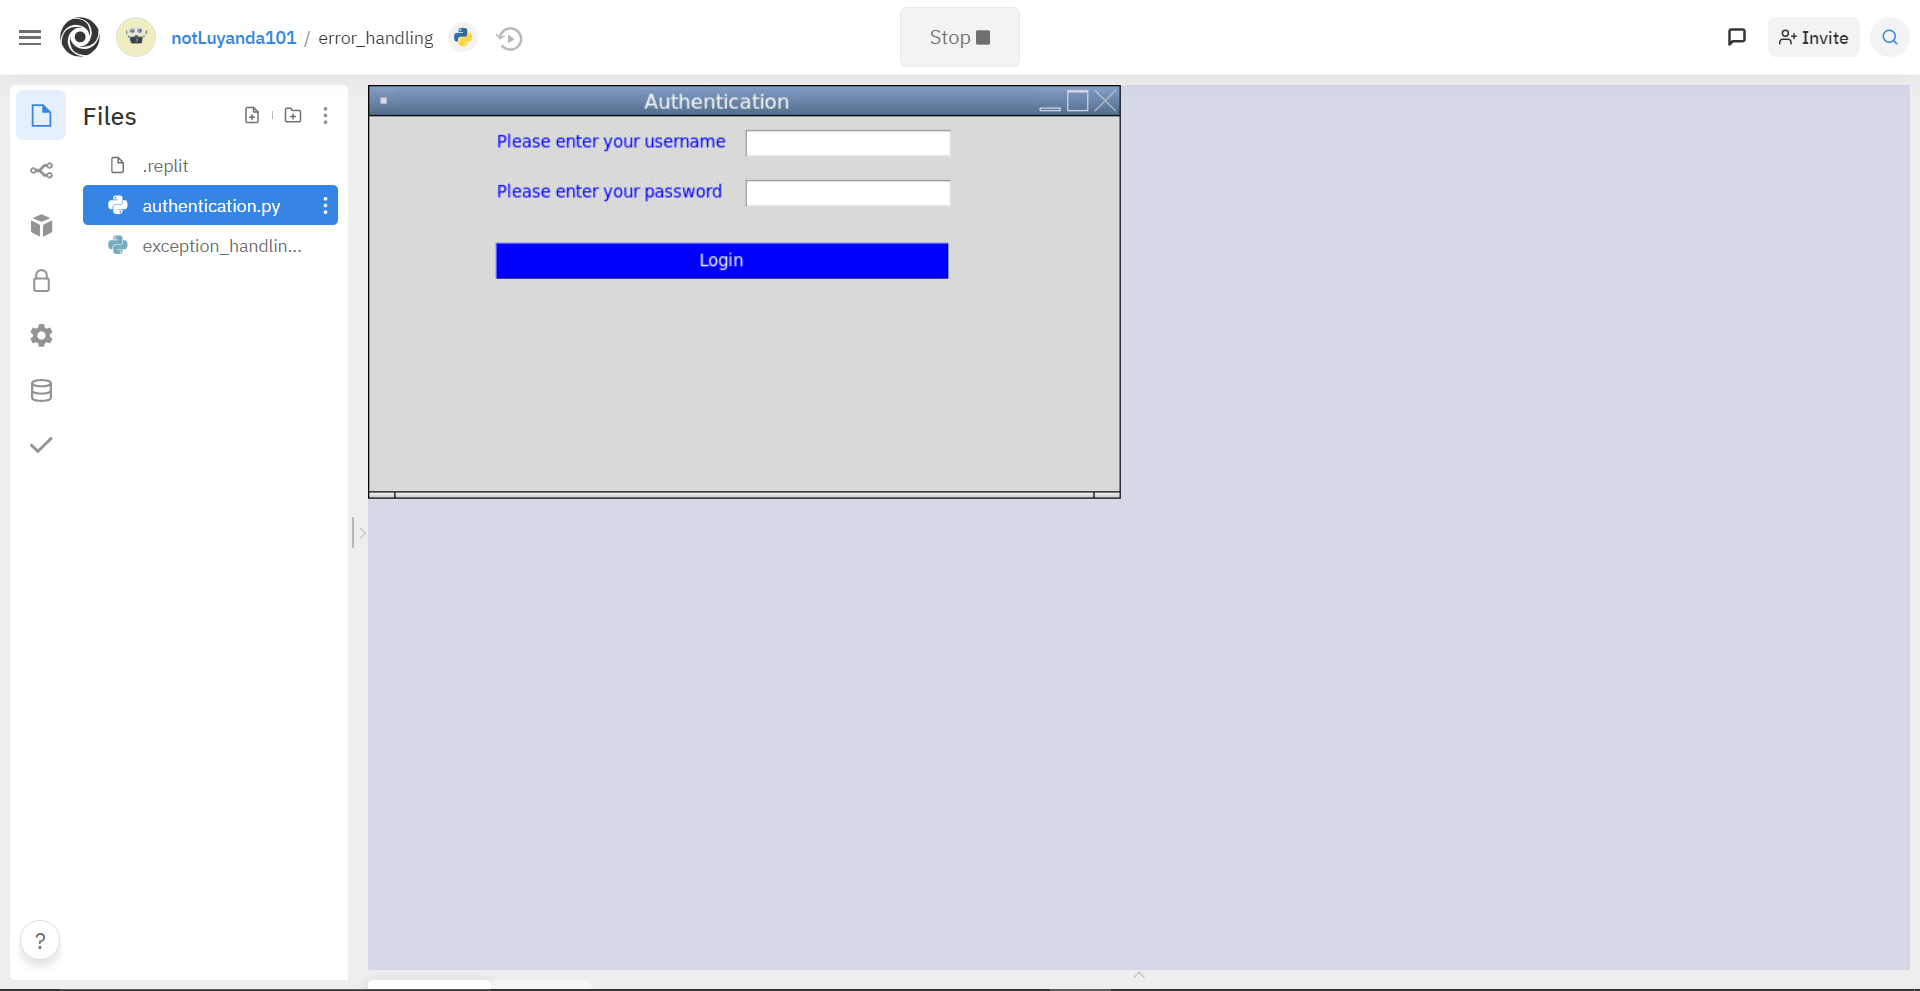 notLuyanda101 / error_handling
Stop
Invite
Files
.replit
authentication.py
exception_handlin...
Authentication
Please enter your username
Please enter your password
Login
?